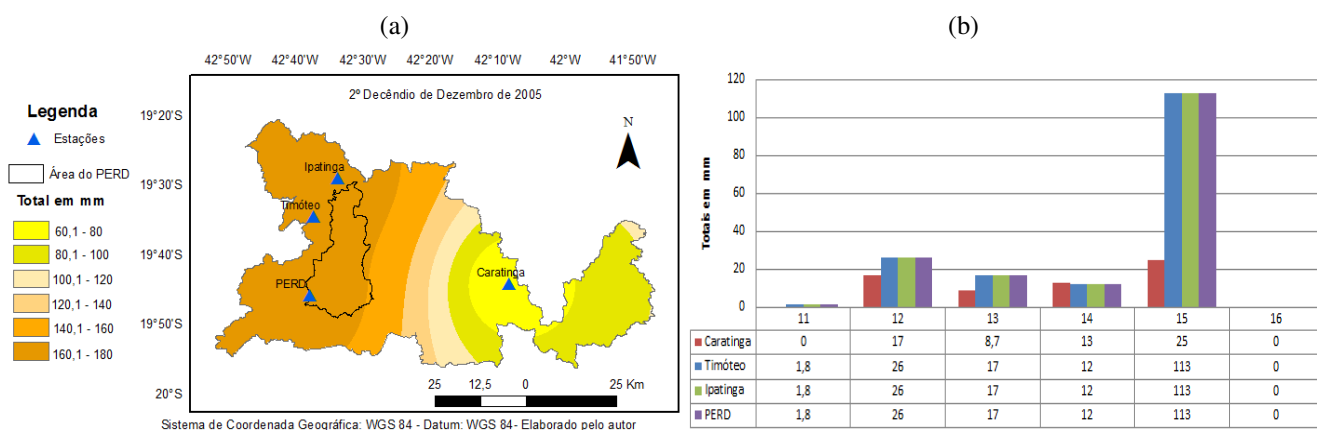 (a)
42°50'W 42°40'W 42°30'W 42°20'W 42°10'W 42°0W 41°50'W
2º Decêndio de Dezembro de 2005
N
19°20'S
19°30'S
19°40'S
19°50'S
20°S
Legenda
Estações
Área do PERD
Total em mm
60,1 - 80
80,1 - 100
100,1 - 120
120,1 - 140
140,1 - 160
160,1 - 180
Ipatinga
Timóteo
PERD
Caratinga
25 12,5 0 25 Km
Sistema de Coordenada Geográfica: WGS 84 - Datum: WGS 84- Elaborado pelo autor
(b)
Totais em mm
120
100
80
60
40
20
0
11 12 13 14 15 16
Caratinga 0 17 8,7 13 25 0
Timóteo 1,8 26 17 12 113 0
Ipatinga 1,8 26 17 12 113 0
PERD 1,8 26 17 12 113 0